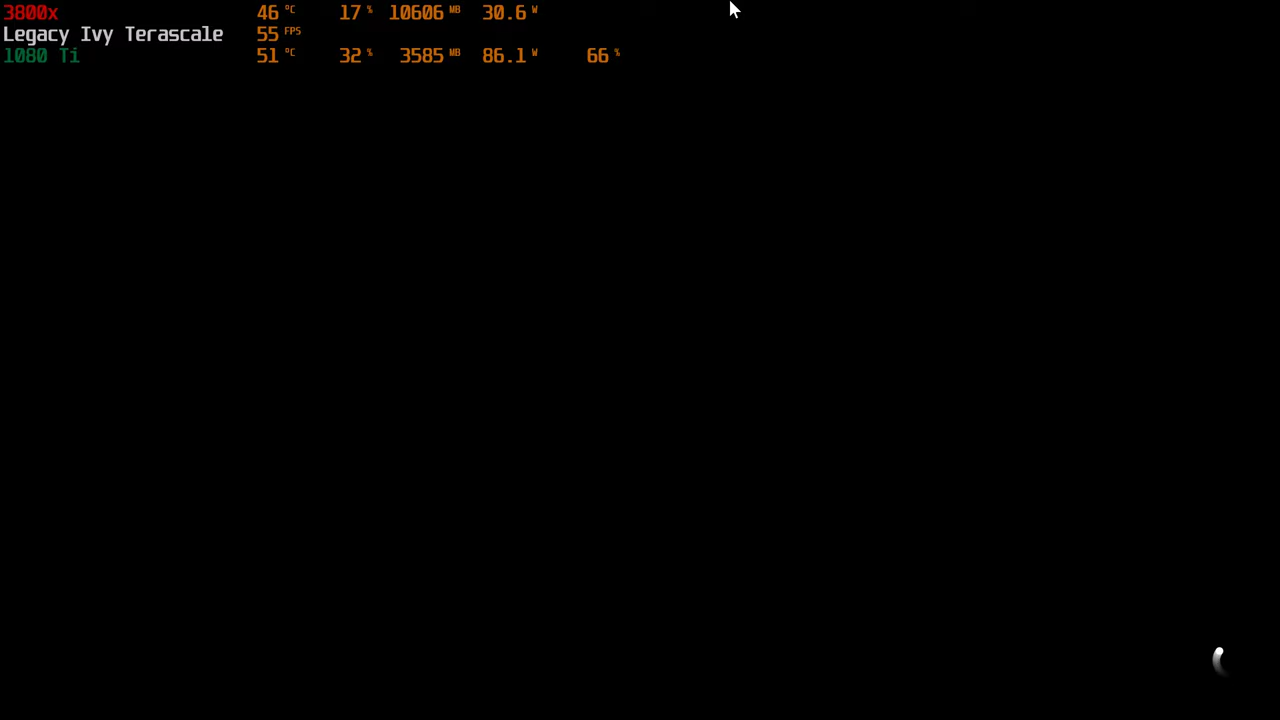 3800x 46 °C 17 % 10606 MB 30.6 W
Legacy Ivy Terascale 55 FPS
1080 Ti 51 °C 32 % 3585 MB 86.1 W 66 %